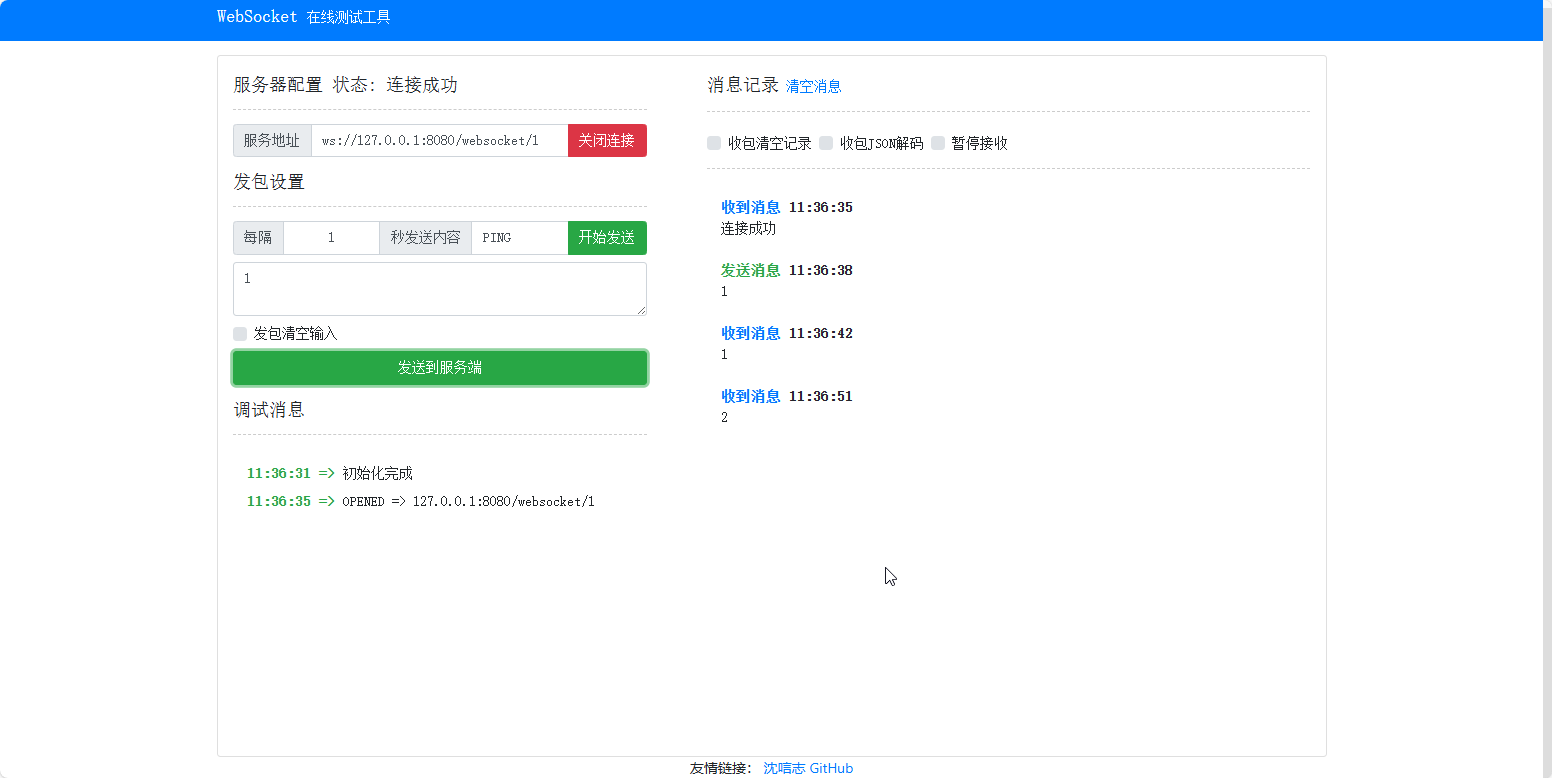 WebSocket 在线测试工具
服务器配置 状态: 连接成功
服务地址 ws://127.0.0.1:8080/websocket/1 关闭连接
发包设置
每隔 1 秒发送内容 PING 开始发送
1
发包清空输入
发送到服务端
调试消息
11:36:31 => 初始化完成
11:36:35 => OPENED => 127.0.0.1:8080/websocket/1
消息记录 清空消息
收包清空记录 收包JSON解码 暂停接收
收到消息 11:36:35
连接成功
发送消息 11:36:38
1
收到消息 11:36:42
1
收到消息 11:36:51
2
友情链接: 沈唁志 GitHub